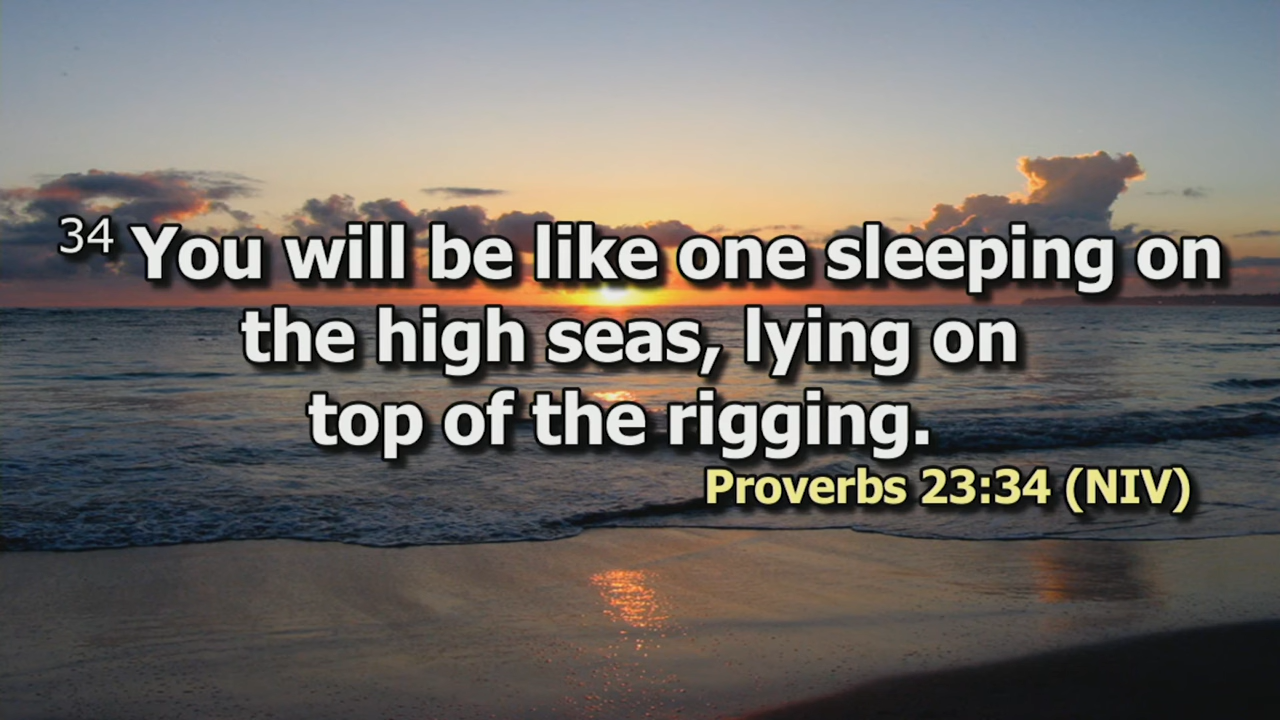 34 You will be like one sleeping on
the high seas, lying on
top of the rigging.
Proverbs 23:34 (NIV)